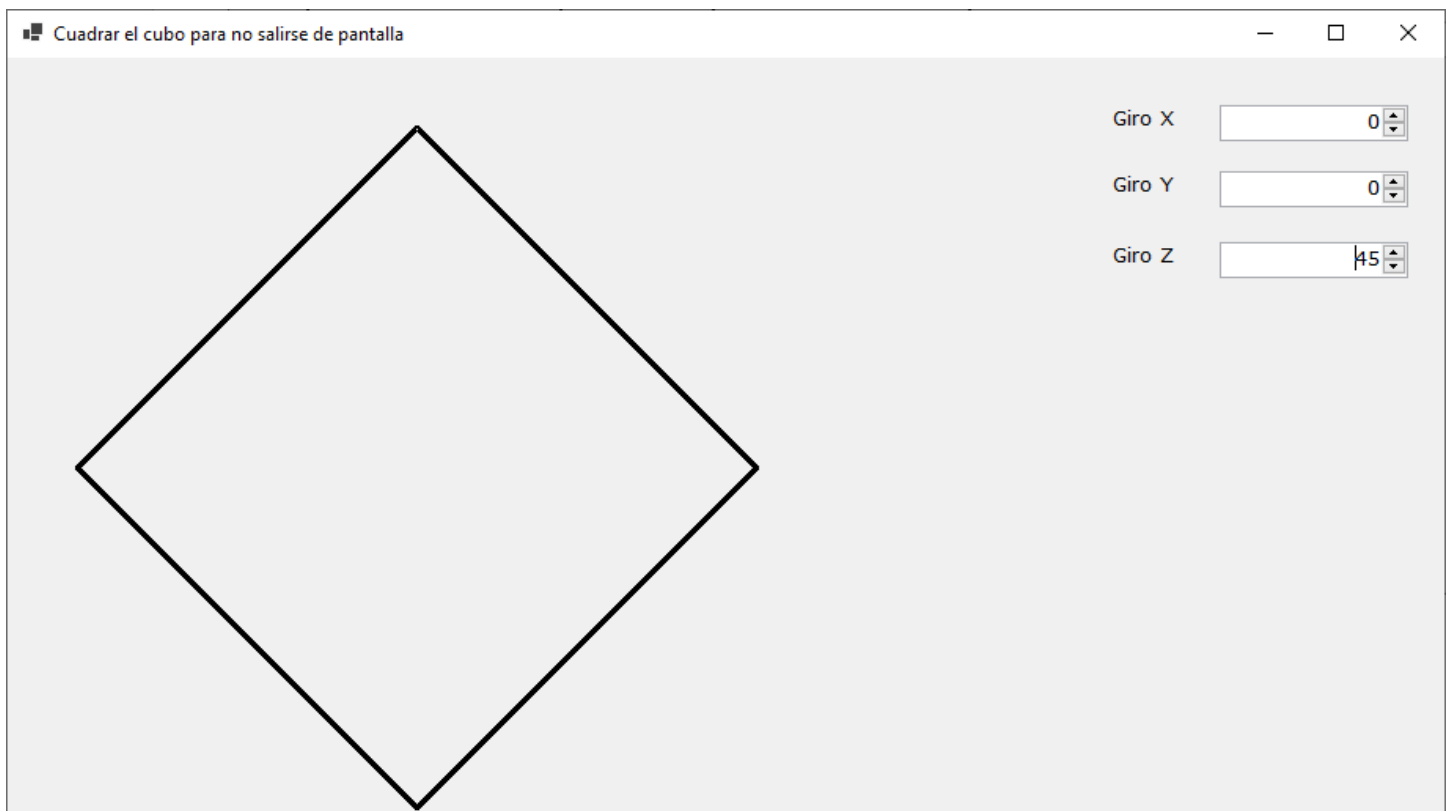 Cuadrar el cubo para no salirse de pantalla
Giro X 0
Giro Y 0
Giro Z 45